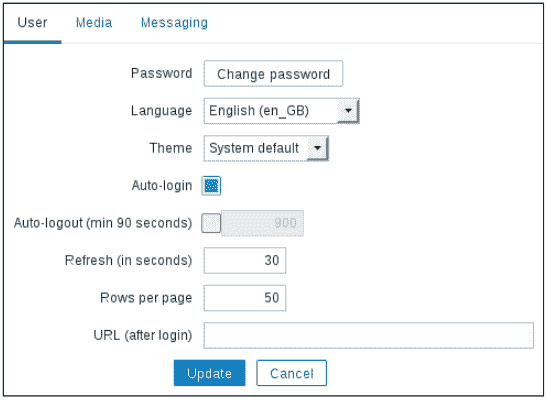 User Media Messaging
Password Change password
Language English (en_GB)
Theme System default
Auto-login
Auto-logout (min 90 seconds) 900
Refresh (in seconds) 30
Rows per page 50
URL (after login)
Update Cancel